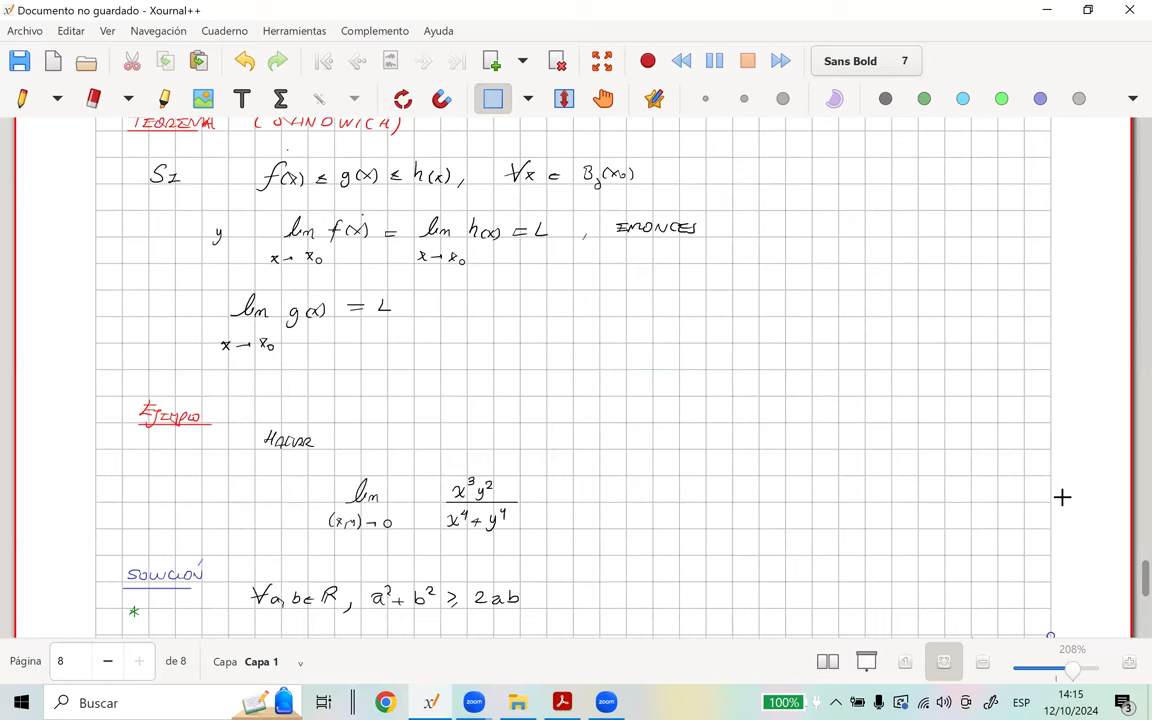 Documento no guardado - Xournal++
Archivo Editar Ver Navegación Cuaderno Herramientas Complemento Ayuda
Sans Bold 7
TEOREMA (SANDWICH)
SI f(x) ≤ g(x) ≤ h(x), ∀x ∈ B_δ(x₀)
y lim f(x) = lim h(x) = L , ENTONCES
x→x₀ x→x₀
lim g(x) = L
x→x₀
EJEMPLO
HALLAR
lim x³y²
(x,y)→0 x⁴+y⁴
SOLUCIÓN
* ∀a,b∈R, a²+b² ≥ 2ab
Página 8 de 8 Capa Capa 1 208%
Buscar
100% ESP 14:15
12/10/2024